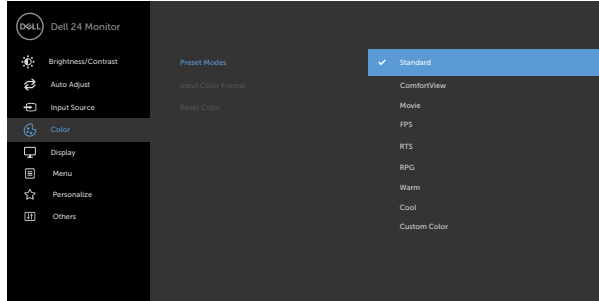 DELL Dell 24 Monitor
Brightness/Contrast
Auto Adjust
Input Source
Color
Display
Menu
Personalize
Others
Preset Modes
Input Color Format
Reset Color
Standard
ComfortView
Movie
FPS
RTS
RPG
Warm
Cool
Custom Color